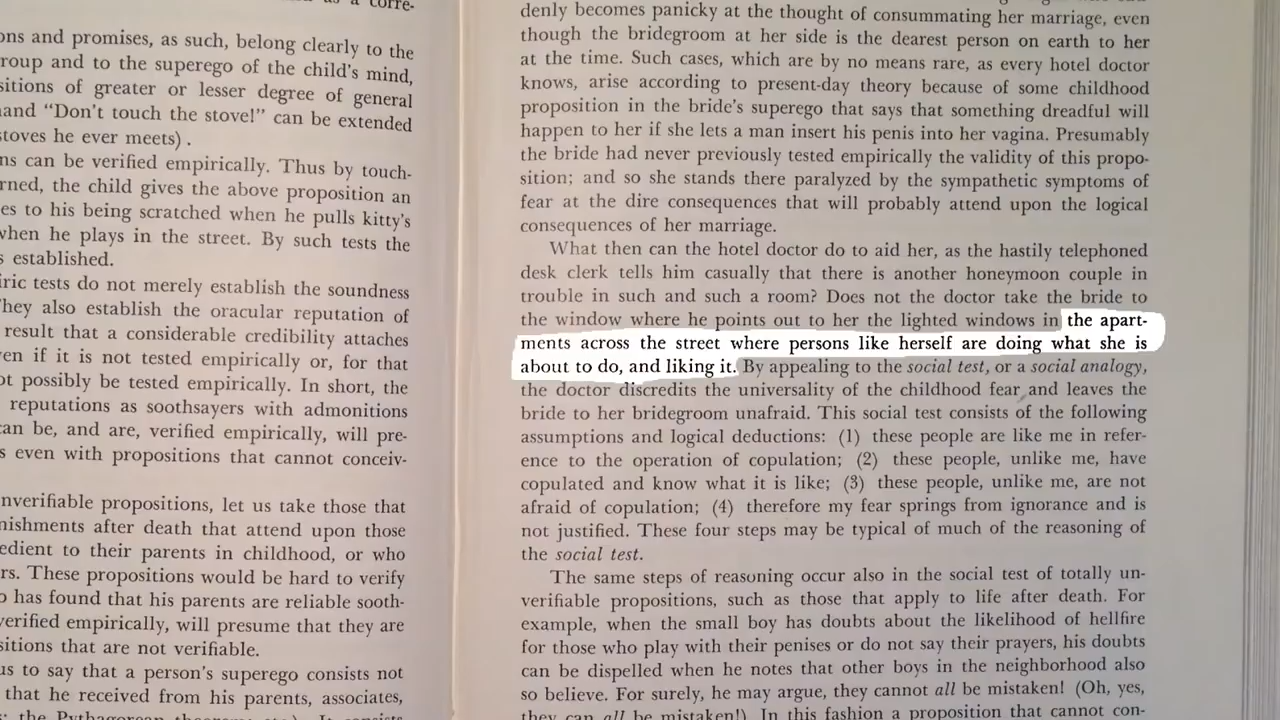 as a corre-
ons and promises, as such, belong clearly to the
roup and to the superego of the child's mind,
sitions of greater or lesser degree of general
and "Don't touch the stove!" can be extended
stoves he ever meets).
ns can be verified empirically. Thus by touch-
rned, the child gives the above proposition an
es to his being scratched when he pulls kitty's
when he plays in the street. By such tests the
s established.
iric tests do not merely establish the soundness
They also establish the oracular reputation of
result that a considerable credibility attaches
en if it is not tested empirically or, for that
ot possibly be tested empirically. In short, the
reputations as soothsayers with admonitions
can be, and are, verified empirically, will pre-
s even with propositions that cannot conceiv-
nverifiable propositions, let us take those that
nishments after death that attend upon those
edient to their parents in childhood, or who
rs. These propositions would be hard to verify
o has found that his parents are reliable sooth-
verified empirically, will presume that they are
sitions that are not verifiable.
us to say that a person's superego consists not
that he received from his parents, associates,
the Pythagorean
denly becomes panicky at the thought of consummating her marriage, even
though the bridegroom at her side is the dearest person on earth to her
at the time. Such cases, which are by no means rare, as every hotel doctor
knows, arise according to present-day theory because of some childhood
proposition in the bride's superego that says that something dreadful will
happen to her if she lets a man insert his penis into her vagina. Presumably
the bride had never previously tested empirically the validity of this propo-
sition; and so she stands there paralyzed by the sympathetic symptoms of
fear at the dire consequences that will probably attend upon the logical
consequences of her marriage.
What then can the hotel doctor do to aid her, as the hastily telephoned
desk clerk tells him casually that there is another honeymoon couple in
trouble in such and such a room? Does not the doctor take the bride to
the window where he points out to her the lighted windows in the apart-
ments across the street where persons like herself are doing what she is
about to do, and liking it. By appealing to the social test, or a social analogy,
the doctor discredits the universality of the childhood fear and leaves the
bride to her bridegroom unafraid. This social test consists of the following
assumptions and logical deductions: (1) these people are like me in refer-
ence to the operation of copulation; (2) these people, unlike me, have
copulated and know what it is like; (3) these people, unlike me, are not
afraid of copulation; (4) therefore my fear springs from ignorance and is
not justified. These four steps may be typical of much of the reasoning of
the social test.
The same steps of reasoning occur also in the social test of totally un-
verifiable propositions, such as those that apply to life after death. For
example, when the small boy has doubts about the likelihood of hellfire
for those who play with their penises or do not say their prayers, his doubts
can be dispelled when he notes that other boys in the neighborhood also
so believe. For surely, he may argue, they cannot all be mistaken! (Oh, yes,
they can all be mistaken!) In this fashion a proposition that cannot con-